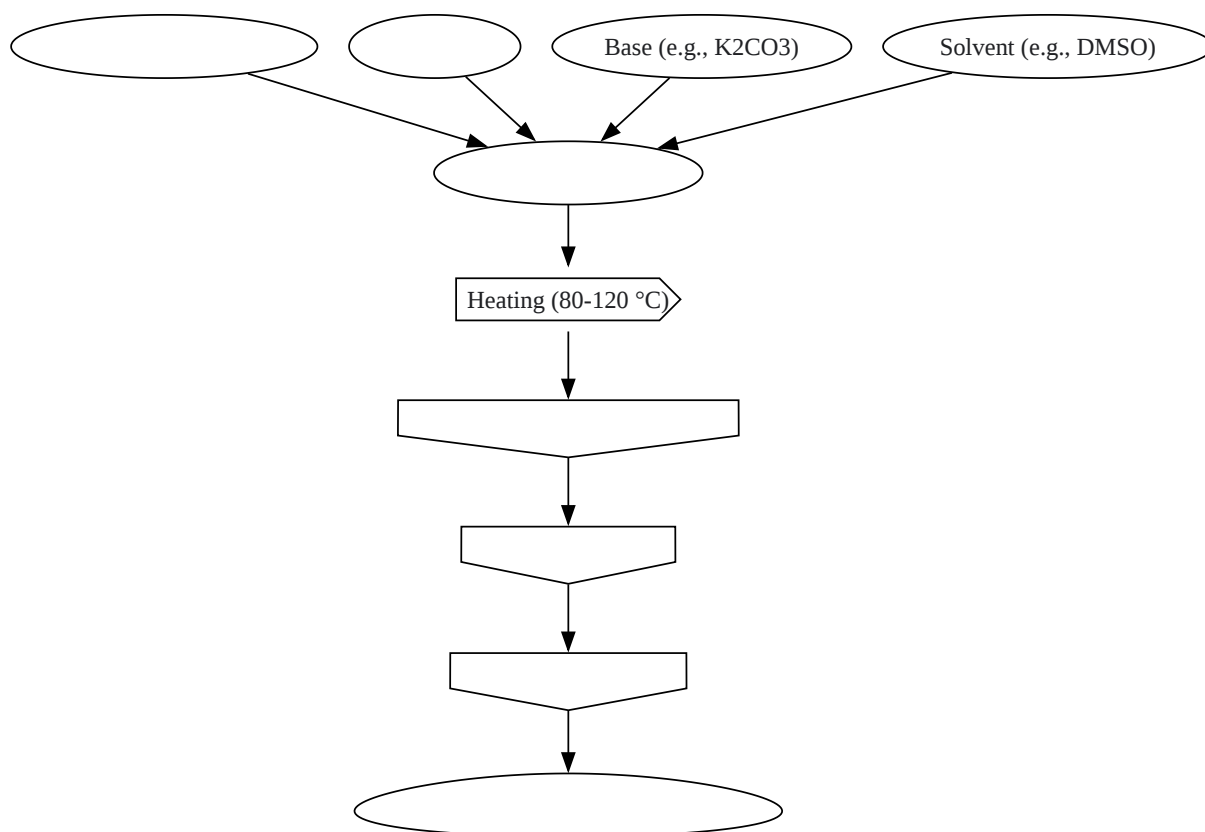 Base (e.g., K2CO3)
Solvent (e.g., DMSO)
Heating (80-120 °C)